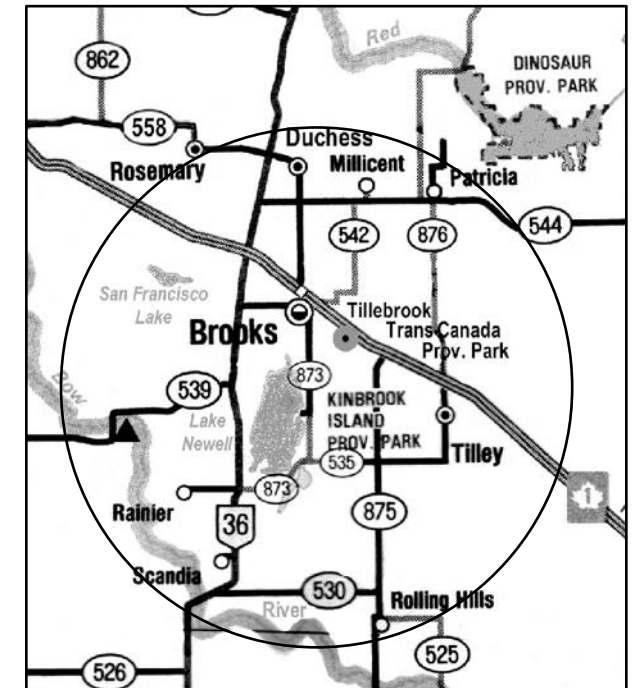 862
Red
DINOSAUR
PROV. PARK
558
Duchess
Rosemary
Millicent
Patricia
542
876
544
San Francisco
Lake
Tillebrook
Brooks
Trans Canada
Prov. Park
Bow
539
873
KINBROOK
ISLAND
PROV. PARK
Lake
Newell
Tilley
535
873
1
Rainier
36
875
Scandia
530
River
Rolling Hills
525
526